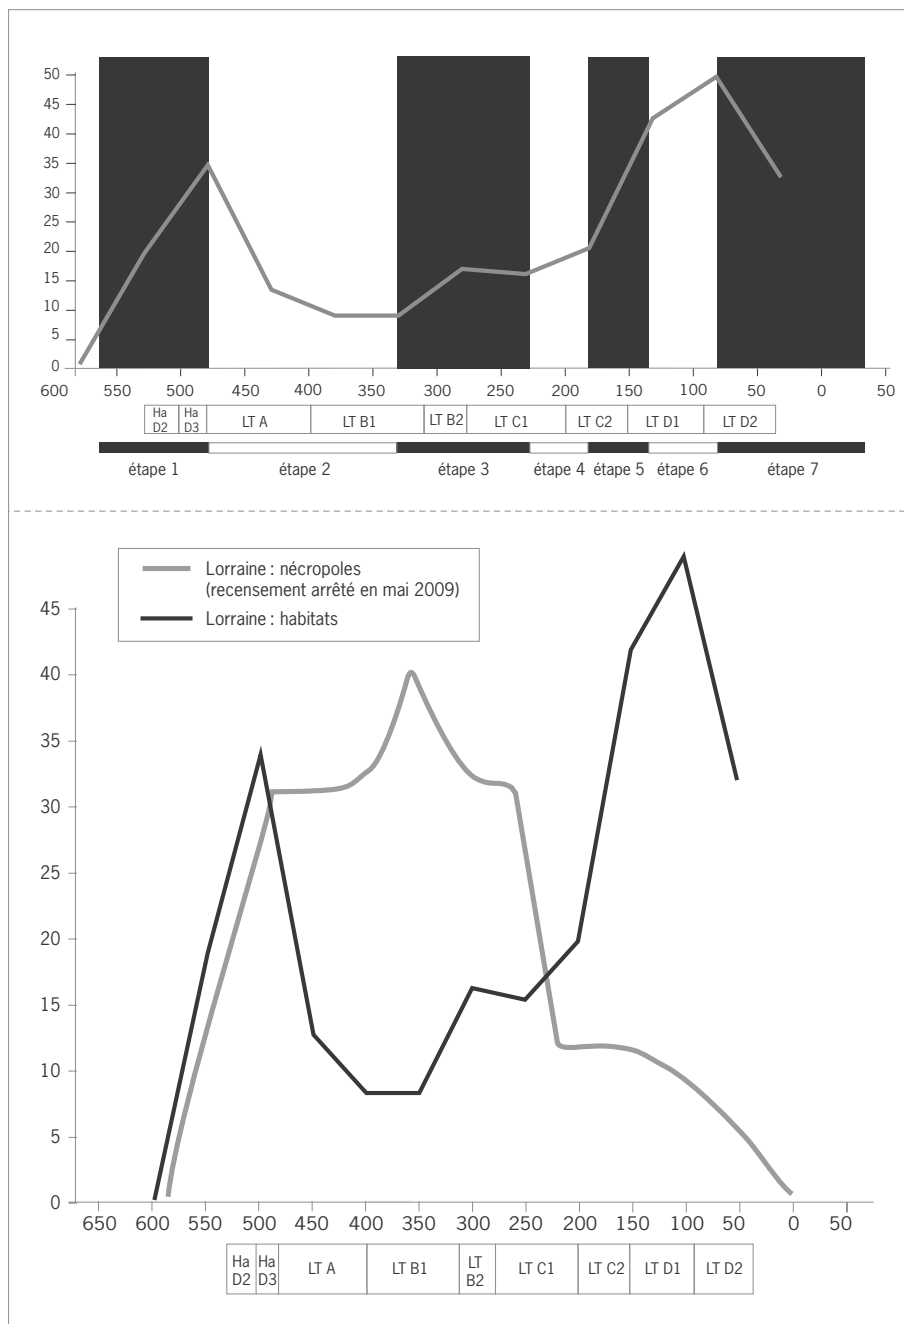 50
45
40
35
30
25
20
15
10
5
0
600 550 500 450 400 350 310 250 200 150 100 50 0 50
Ha D2 Ha D3 LT A LT B1 LT B2 LT C1 LT C2 LT D1 LT D2
étape 1 étape 2 étape 3 étape 4 étape 5 étape 6 étape 7
Lorraine : nécropoles
(recensement arrêté en mai 2009)
Lorraine : habitats
45
40
35
30
25
20
15
10
5
0
650 600 550 500 450 400 350 300 250 200 150 100 50 0 50
Ha D2 Ha D3 LT A LT B1 LT B2 LT C1 LT C2 LT D1 LT D2